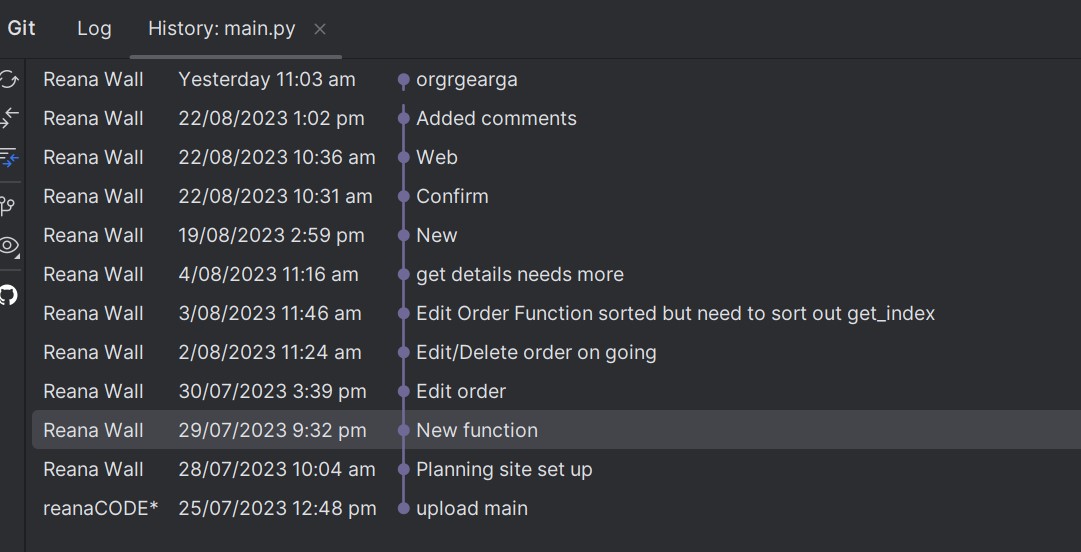 Git Log History: main.py
Reana Wall Yesterday 11:03 am orgrgearga
Reana Wall 22/08/2023 1:02 pm Added comments
Reana Wall 22/08/2023 10:36 am Web
Reana Wall 22/08/2023 10:31 am Confirm
Reana Wall 19/08/2023 2:59 pm New
Reana Wall 4/08/2023 11:16 am get details needs more
Reana Wall 3/08/2023 11:46 am Edit Order Function sorted but need to sort out get_index
Reana Wall 2/08/2023 11:24 am Edit/Delete order on going
Reana Wall 30/07/2023 3:39 pm Edit order
Reana Wall 29/07/2023 9:32 pm New function
Reana Wall 28/07/2023 10:04 am Planning site set up
reanaCODE* 25/07/2023 12:48 pm upload main